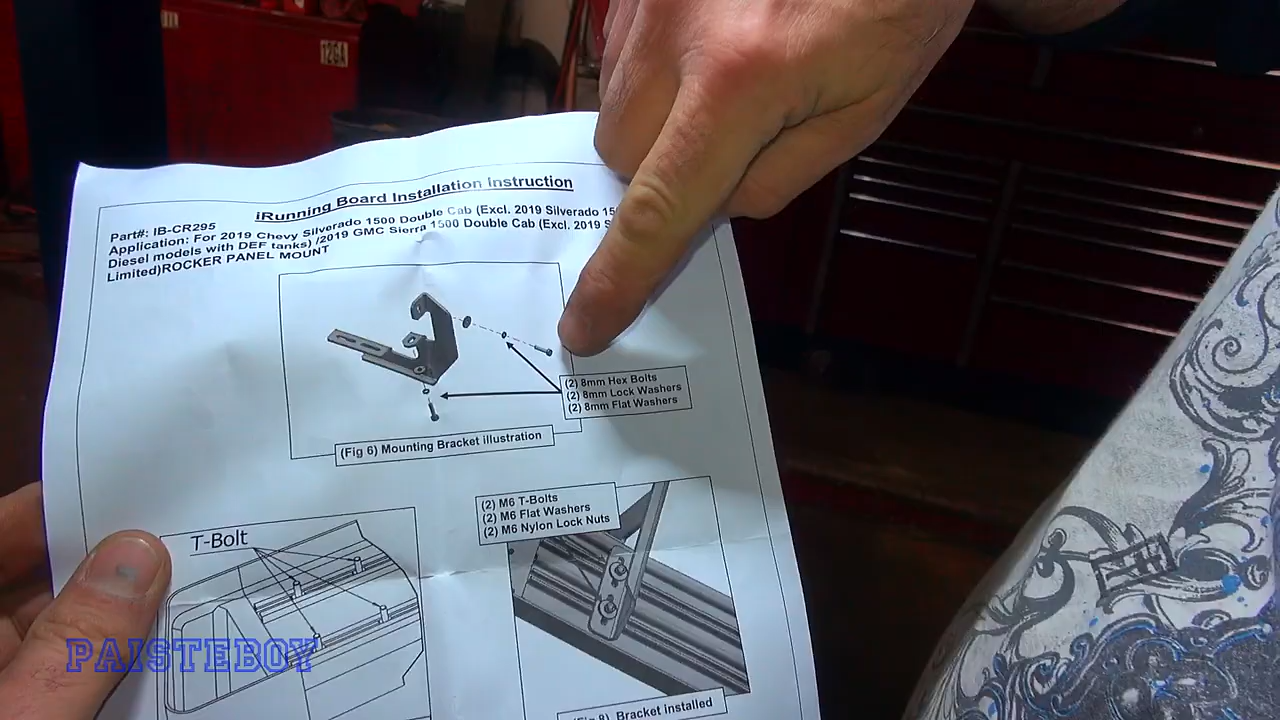 12GA
iRunning Board Installation Instruction
Part#: IB-CR295
Application: For 2019 Chevy Silverado 1500 Double Cab (Excl. 2019 Silverado 15
Diesel models with DEF tanks) /2019 GMC Sierra 1500 Double Cab (Excl. 2019 S
Limited)ROCKER PANEL MOUNT
(2) 8mm Hex Bolts
(2) 8mm Lock Washers
(2) 8mm Flat Washers
(Fig 6) Mounting Bracket illustration
(2) M6 T-Bolts
(2) M6 Flat Washers
(2) M6 Nylon Lock Nuts
T-Bolt
PAISTEBOY
(Fig 8) Bracket installed